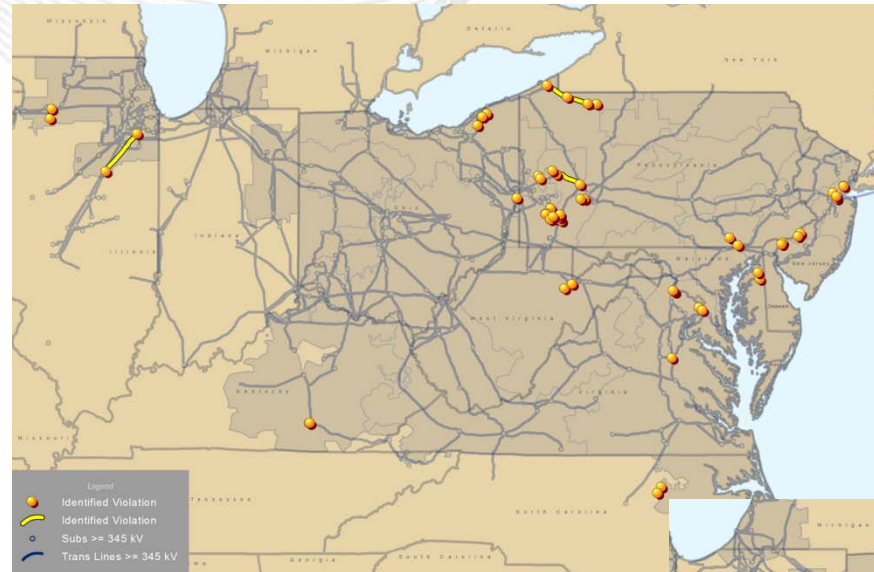 Wisconsin
Michigan
Ontario
New York
Pennsylvania
Ohio
Illinois
Indiana
Maryland
New Jersey
Delaware
West Virginia
Virginia
Kentucky
Missouri
Tennessee
North Carolina
Georgia
South Carolina
Michigan
Legend
Identified Violation
Identified Violation
Subs >= 345 kV
Trans Lines >= 345 kV